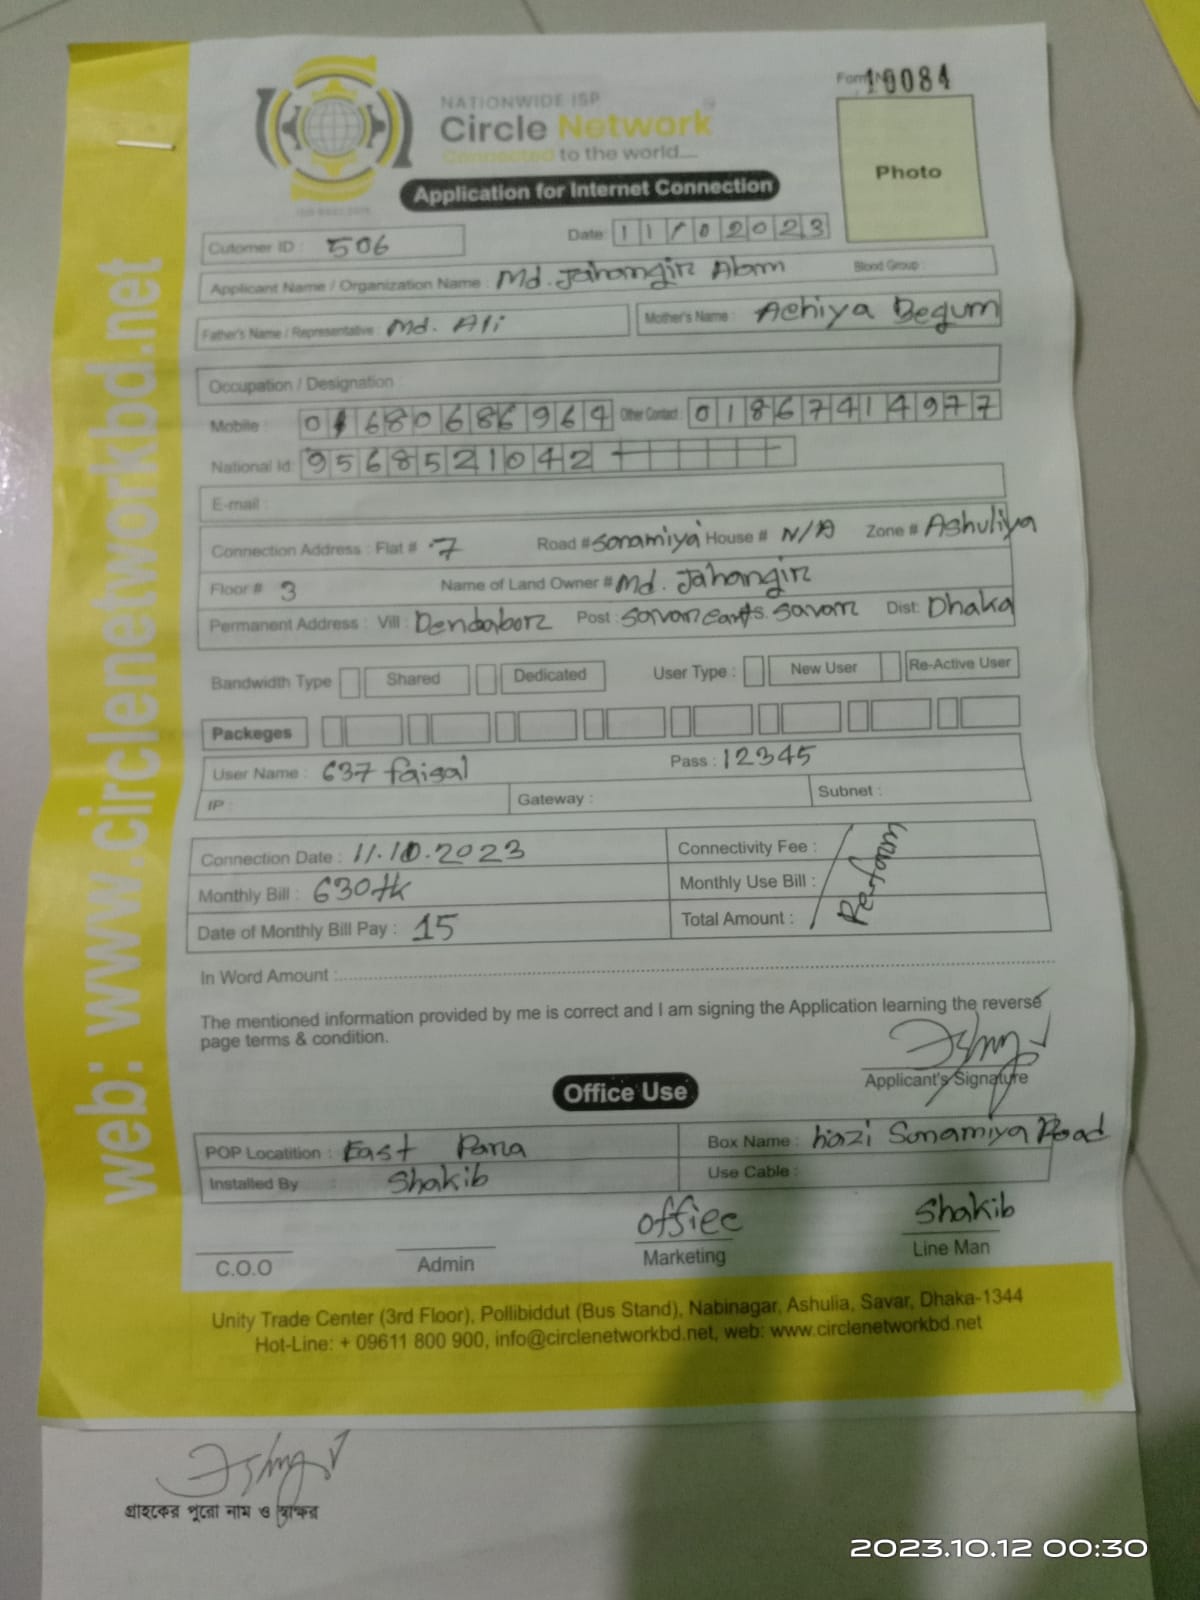 Form No 10084
NATIONWIDE ISP
Circle Network
Connected to the world....
Application for Internet Connection
Photo
Cutomer ID : 506 Date: 11/02023
Applicant Name / Organization Name : Md. Jahangir Alam Blood Group :
Father's Name / Representative : Md. Ali Mother's Name : Achiya Begum
Occupation / Designation :
Mobile : 01680686964 Other Contact : 01867414977
National Id: 9568521042
E-mail :
Connection Address : Flat # 7 Road # Sonamiya House # N/A Zone # Ashuliya
Floor # 3 Name of Land Owner # Md. Jahangir
Permanent Address : Vill : Dendabor Post : Savar cantt. Savar Dist: Dhaka
Bandwidth Type Shared Dedicated User Type : New User Re-Active User
Packeges
User Name : 637 faisal Pass : 12345
IP : Gateway : Subnet :
Connection Date : 11.10.2023 Connectivity Fee :
Monthly Bill : 630tk Monthly Use Bill :
Date of Monthly Bill Pay : 15 Total Amount :
In Word Amount :
The mentioned information provided by me is correct and I am signing the Application learning the reverse
page terms & condition.
Applicant's Signature
Office Use
POP Locatition : East Para Box Name : hazi Sonamiya Road
Installed By : Shakib Use Cable :
office Shakib
C.O.O Admin Marketing Line Man
Unity Trade Center (3rd Floor), Pollibiddut (Bus Stand), Nabinagar, Ashulia, Savar, Dhaka-1344
Hot-Line: + 09611 800 900, info@circlenetworkbd.net, web: www.circlenetworkbd.net
web: www.circlenetworkbd.net
গ্রাহকের পুরো নাম ও স্বাক্ষর
2023.10.12 00:30